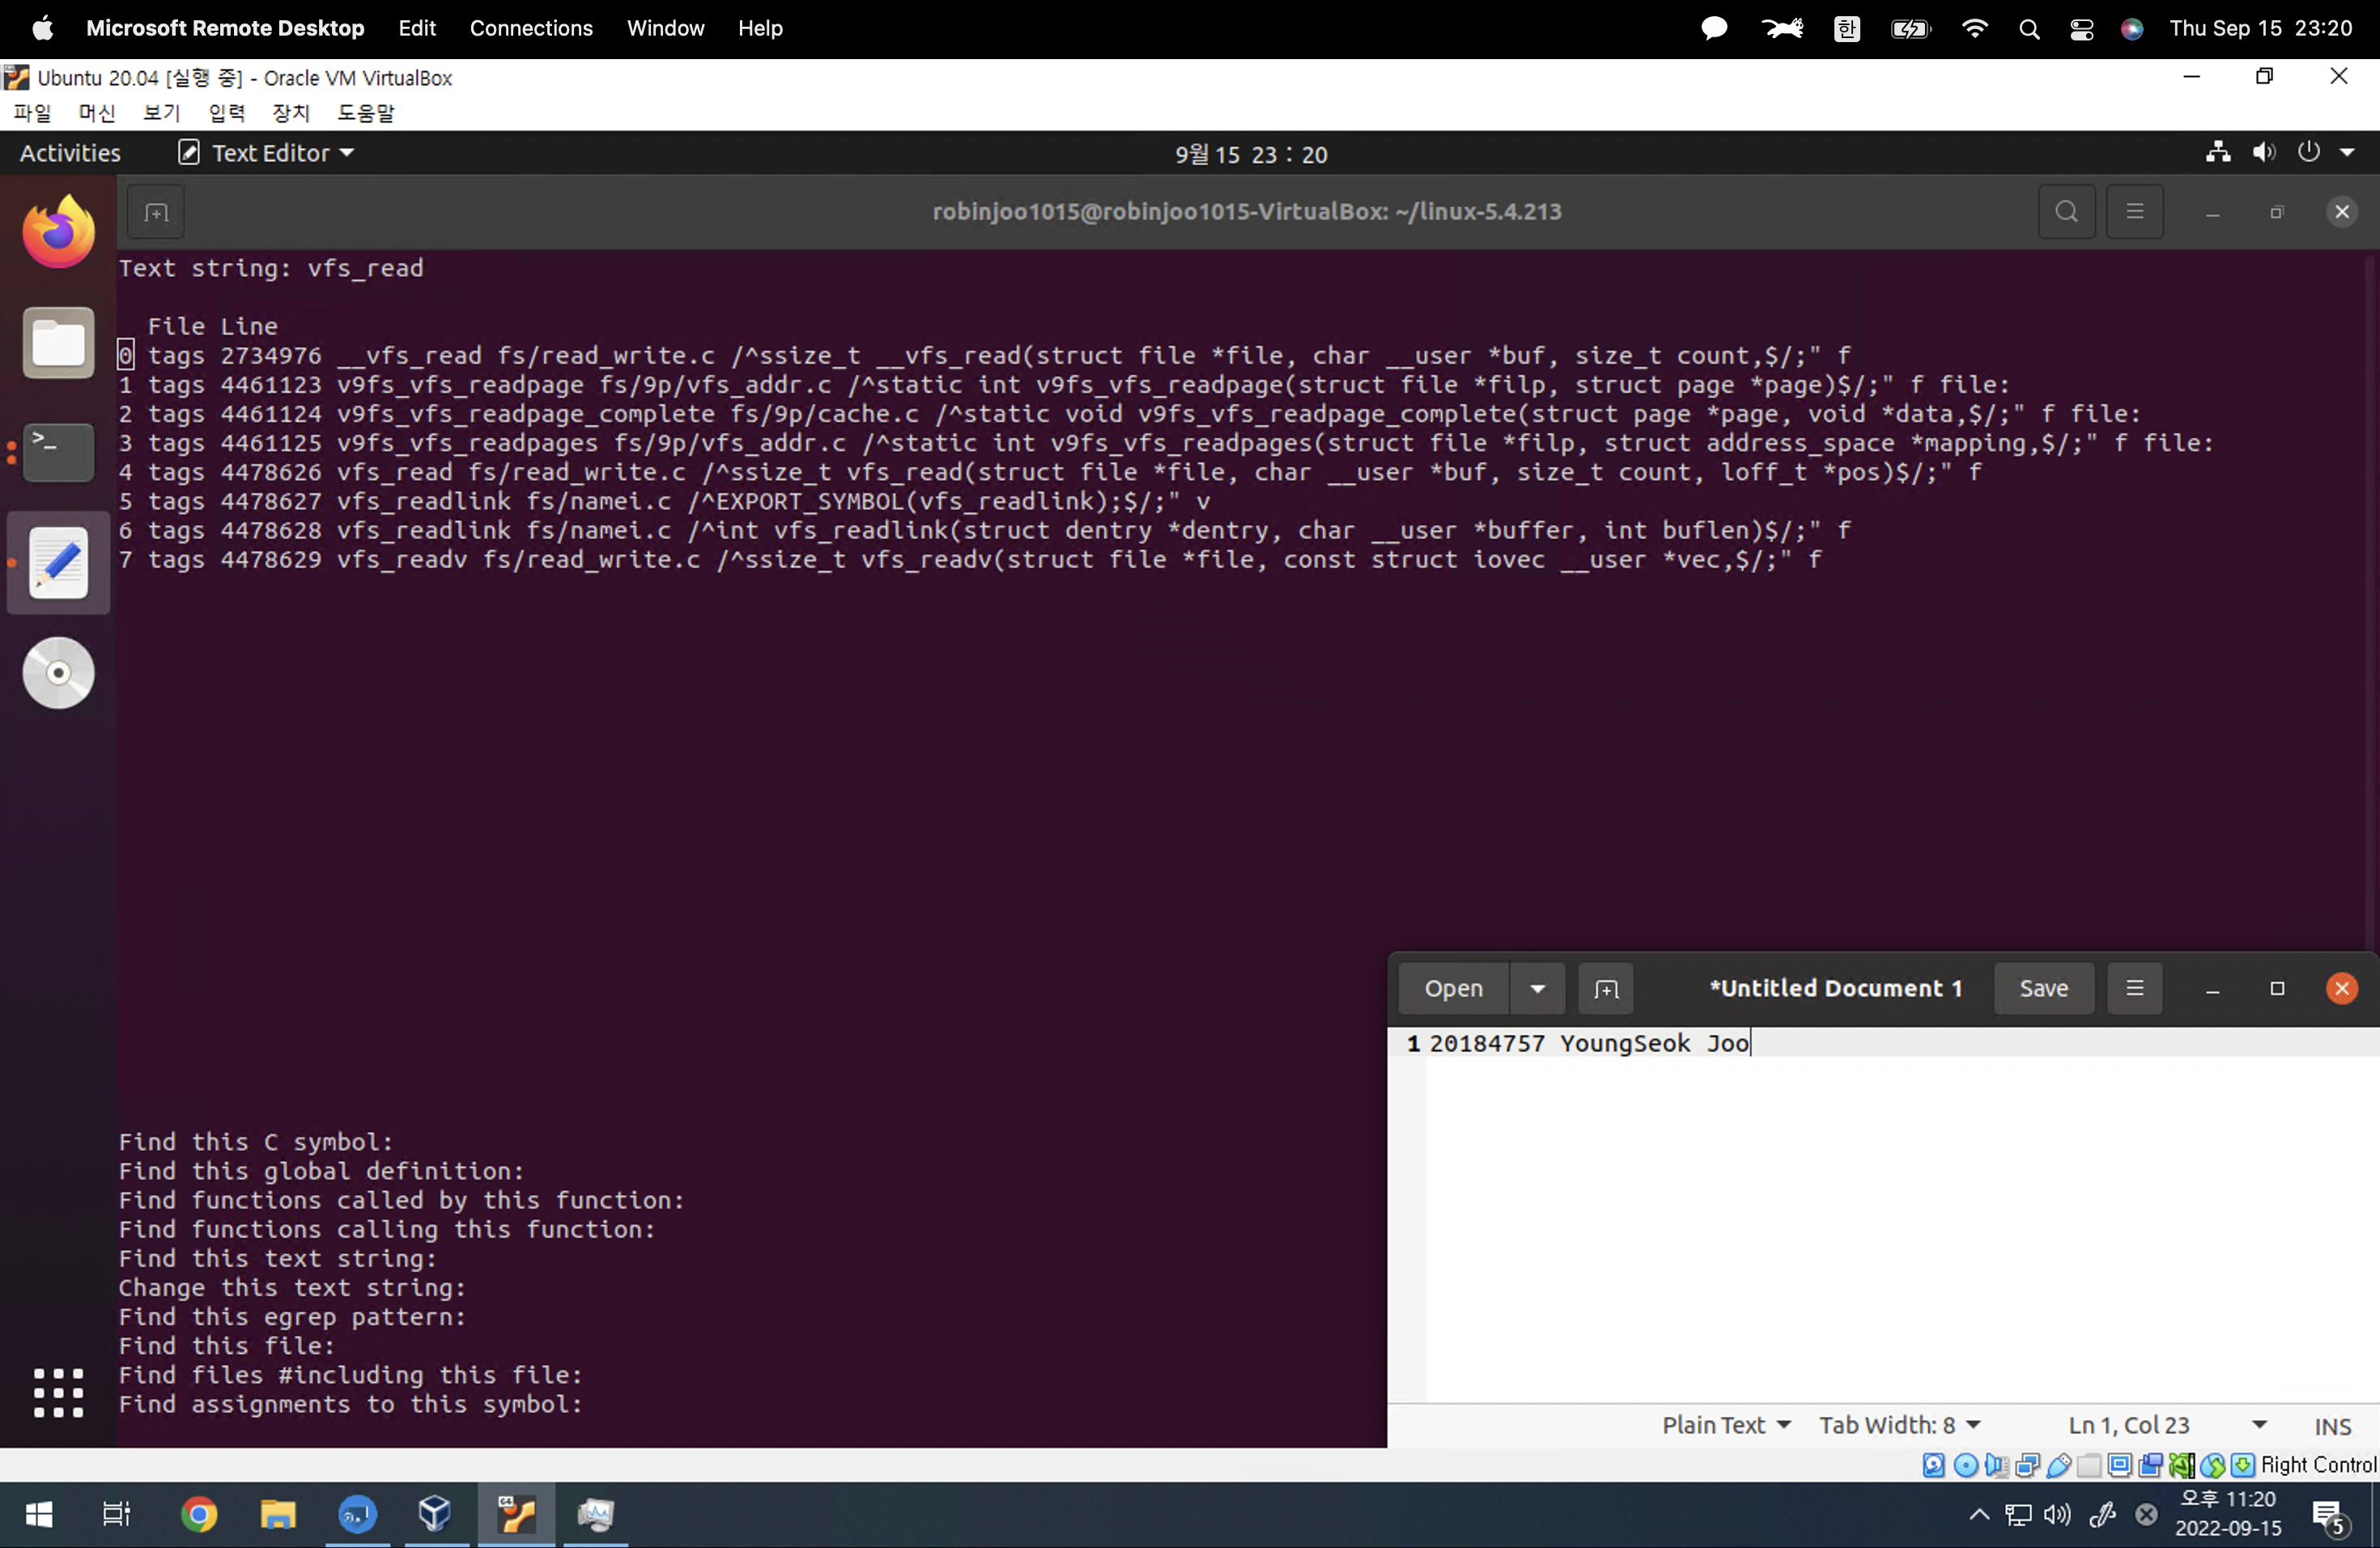 Microsoft Remote Desktop Edit Connections Window Help 한 Thu Sep 15 23:20
Ubuntu 20.04 [실행 중] - Oracle VM VirtualBox
파일 머신 보기 입력 장치 도움말
Activities Text Editor 9월 15 23 : 20
robinjoo1015@robinjoo1015-VirtualBox: ~/linux-5.4.213
Text string: vfs_read
File Line
0 tags 2734976 __vfs_read fs/read_write.c /^ssize_t __vfs_read(struct file *file, char __user *buf, size_t count,$/;" f
1 tags 4461123 v9fs_vfs_readpage fs/9p/vfs_addr.c /^static int v9fs_vfs_readpage(struct file *filp, struct page *page)$/;" f file:
2 tags 4461124 v9fs_vfs_readpage_complete fs/9p/cache.c /^static void v9fs_vfs_readpage_complete(struct page *page, void *data,$/;" f file:
3 tags 4461125 v9fs_vfs_readpages fs/9p/vfs_addr.c /^static int v9fs_vfs_readpages(struct file *filp, struct address_space *mapping,$/;" f file:
4 tags 4478626 vfs_read fs/read_write.c /^ssize_t vfs_read(struct file *file, char __user *buf, size_t count, loff_t *pos)$/;" f
5 tags 4478627 vfs_readlink fs/namei.c /^EXPORT_SYMBOL(vfs_readlink);$/;" v
6 tags 4478628 vfs_readlink fs/namei.c /^int vfs_readlink(struct dentry *dentry, char __user *buffer, int buflen)$/;" f
7 tags 4478629 vfs_readv fs/read_write.c /^ssize_t vfs_readv(struct file *file, const struct iovec __user *vec,$/;" f
Open *Untitled Document 1 Save
1 20184757 YoungSeok Joo
Find this C symbol:
Find this global definition:
Find functions called by this function:
Find functions calling this function:
Find this text string:
Change this text string:
Find this egrep pattern:
Find this file:
Find files #including this file:
Find assignments to this symbol:
Plain Text Tab Width: 8 Ln 1, Col 23 INS
Right Control
오후 11:20
2022-09-15
5